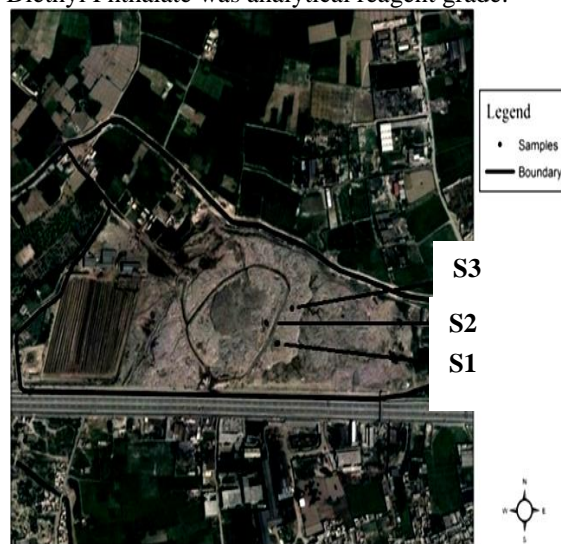 Diethyl Phthalate was analytical reagent grade.
Legend
Samples
Boundary
S3
S2
S1
N
W E
S